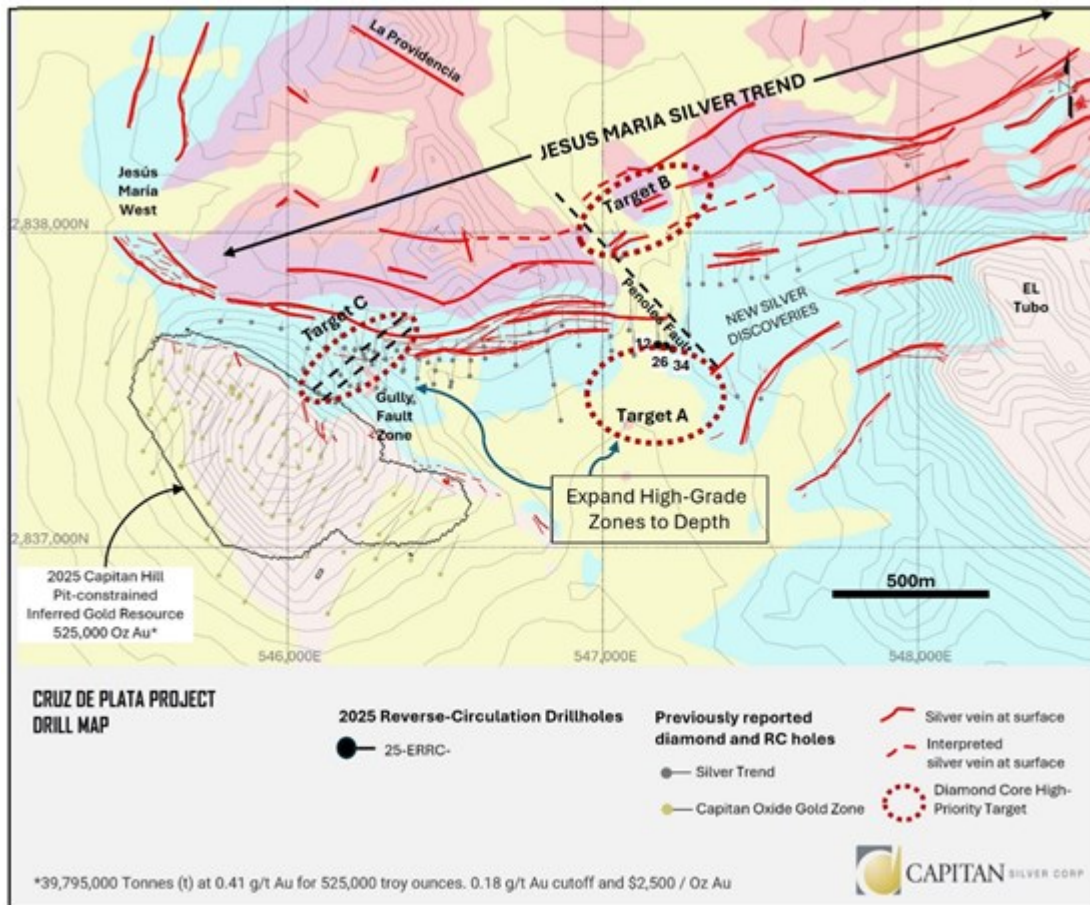 La Providencia
JESUS MARIA SILVER TREND
Jesús
María
West
Target B
2,838,000N
Penoles Fault
EL
Tubo
NEW SILVER
DISCOVERIES
Target C
12
26 34
Gully,
Fault
Zone
Target A
Expand High-Grade
Zones to Depth
2,837,000N
500m
2025 Capitan Hill
Pit-constrained
Inferred Gold Resource
525,000 Oz Au*
546,000E
547,000E
548,000E
CRUZ DE PLATA PROJECT
DRILL MAP
2025 Reverse-Circulation Drillholes
25-ERRC-
Previously reported
diamond and RC holes
Silver Trend
Capitan Oxide Gold Zone
Silver vein at surface
Interpreted
silver vein at surface
Diamond Core High-
Priority Target
*39,795,000 Tonnes (t) at 0.41 g/t Au for 525,000 troy ounces. 0.18 g/t Au cutoff and $2,500 / Oz Au
CAPITAN SILVER CORP